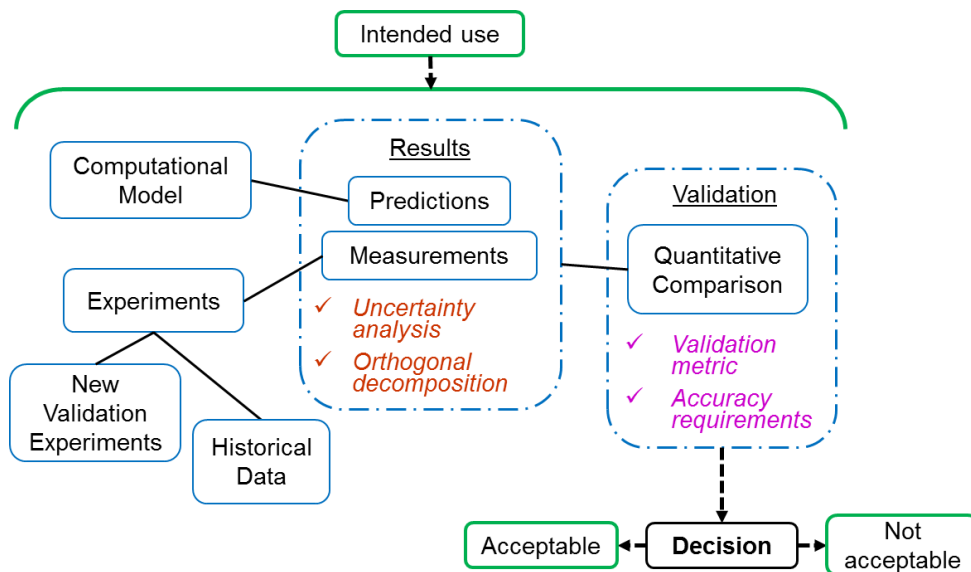 Intended use
Computational
Model
Results
Predictions
Measurements
✓ Uncertainty
analysis
✓ Orthogonal
decomposition
Experiments
New
Validation
Experiments
Historical
Data
Validation
Quantitative
Comparison
✓ Validation
metric
✓ Accuracy
requirements
Acceptable
Decision
Not
acceptable